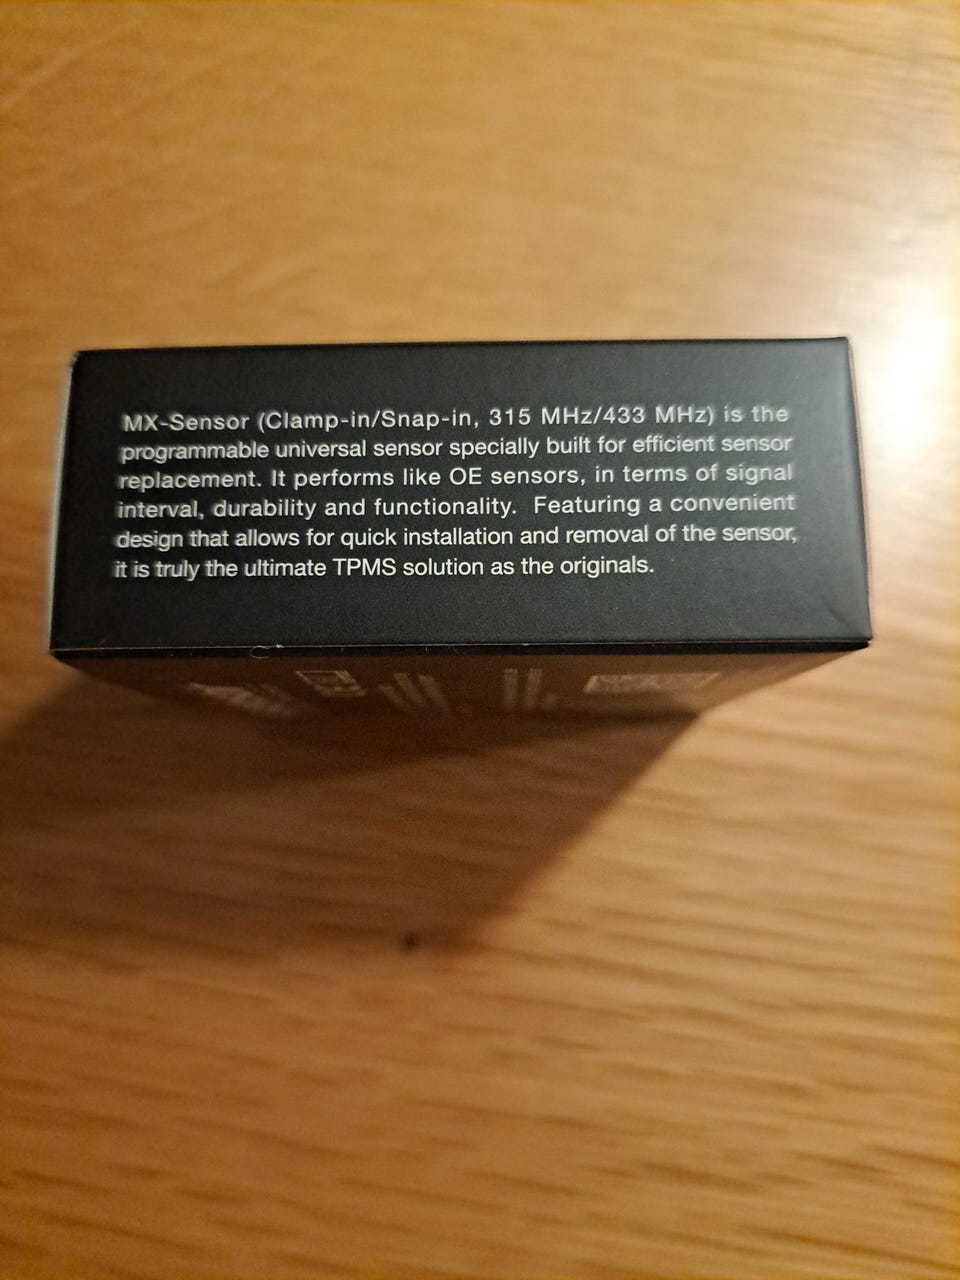 MX-Sensor (Clamp-in/Snap-in, 315 MHz/433 MHz) is the
programmable universal sensor specially built for efficient sensor
replacement. It performs like OE sensors, in terms of signal
interval, durability and functionality.  Featuring a convenient
design that allows for quick installation and removal of the sensor,
it is truly the ultimate TPMS solution as the originals.